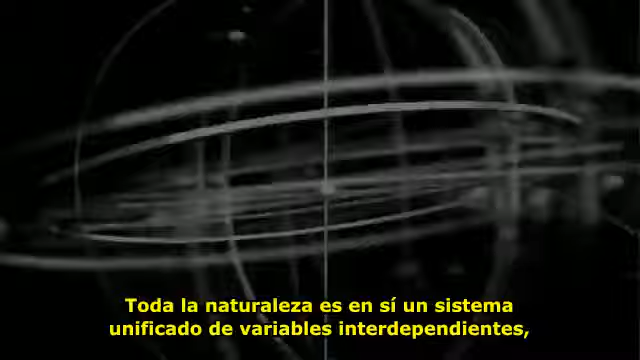 Toda la naturaleza es en sí un sistema
unificado de variables interdependientes,